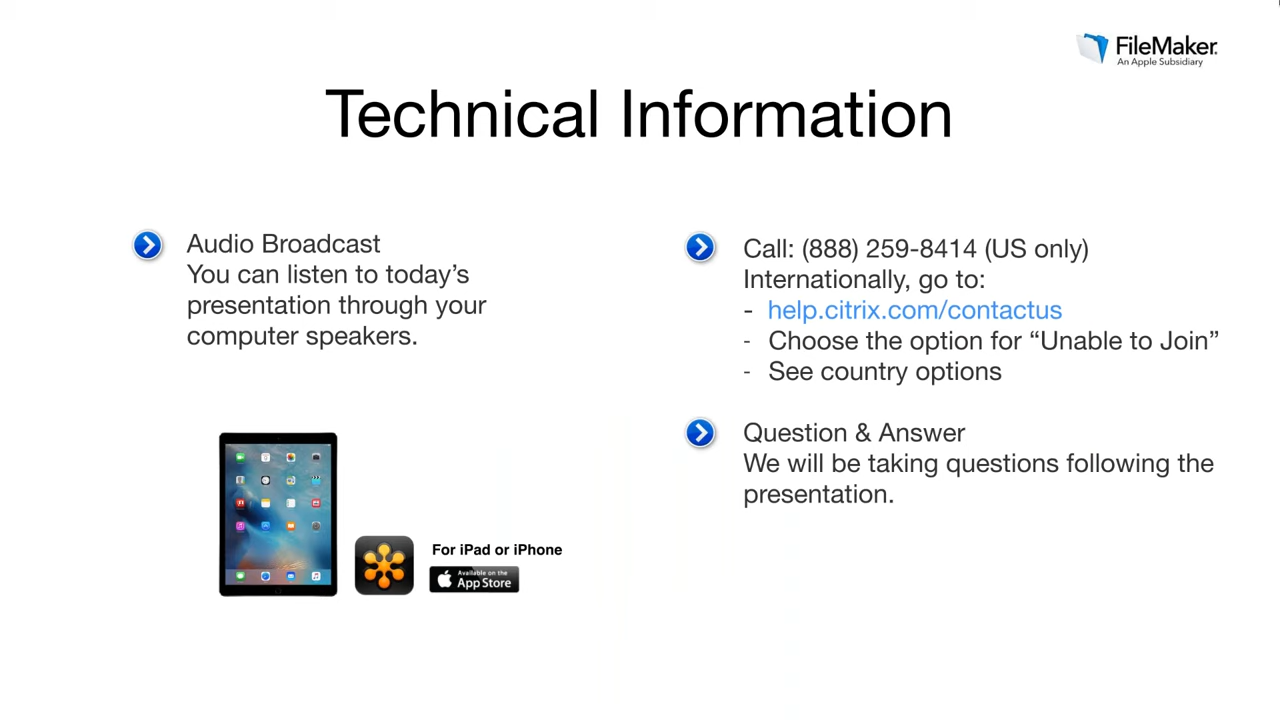 FileMaker
An Apple Subsidiary
Technical Information
Audio Broadcast
You can listen to today’s
presentation through your
computer speakers.
For iPad or iPhone
Available on the
App Store
Call: (888) 259-8414 (US only)
Internationally, go to:
- help.citrix.com/contactus
- Choose the option for “Unable to Join”
- See country options
Question & Answer
We will be taking questions following the
presentation.